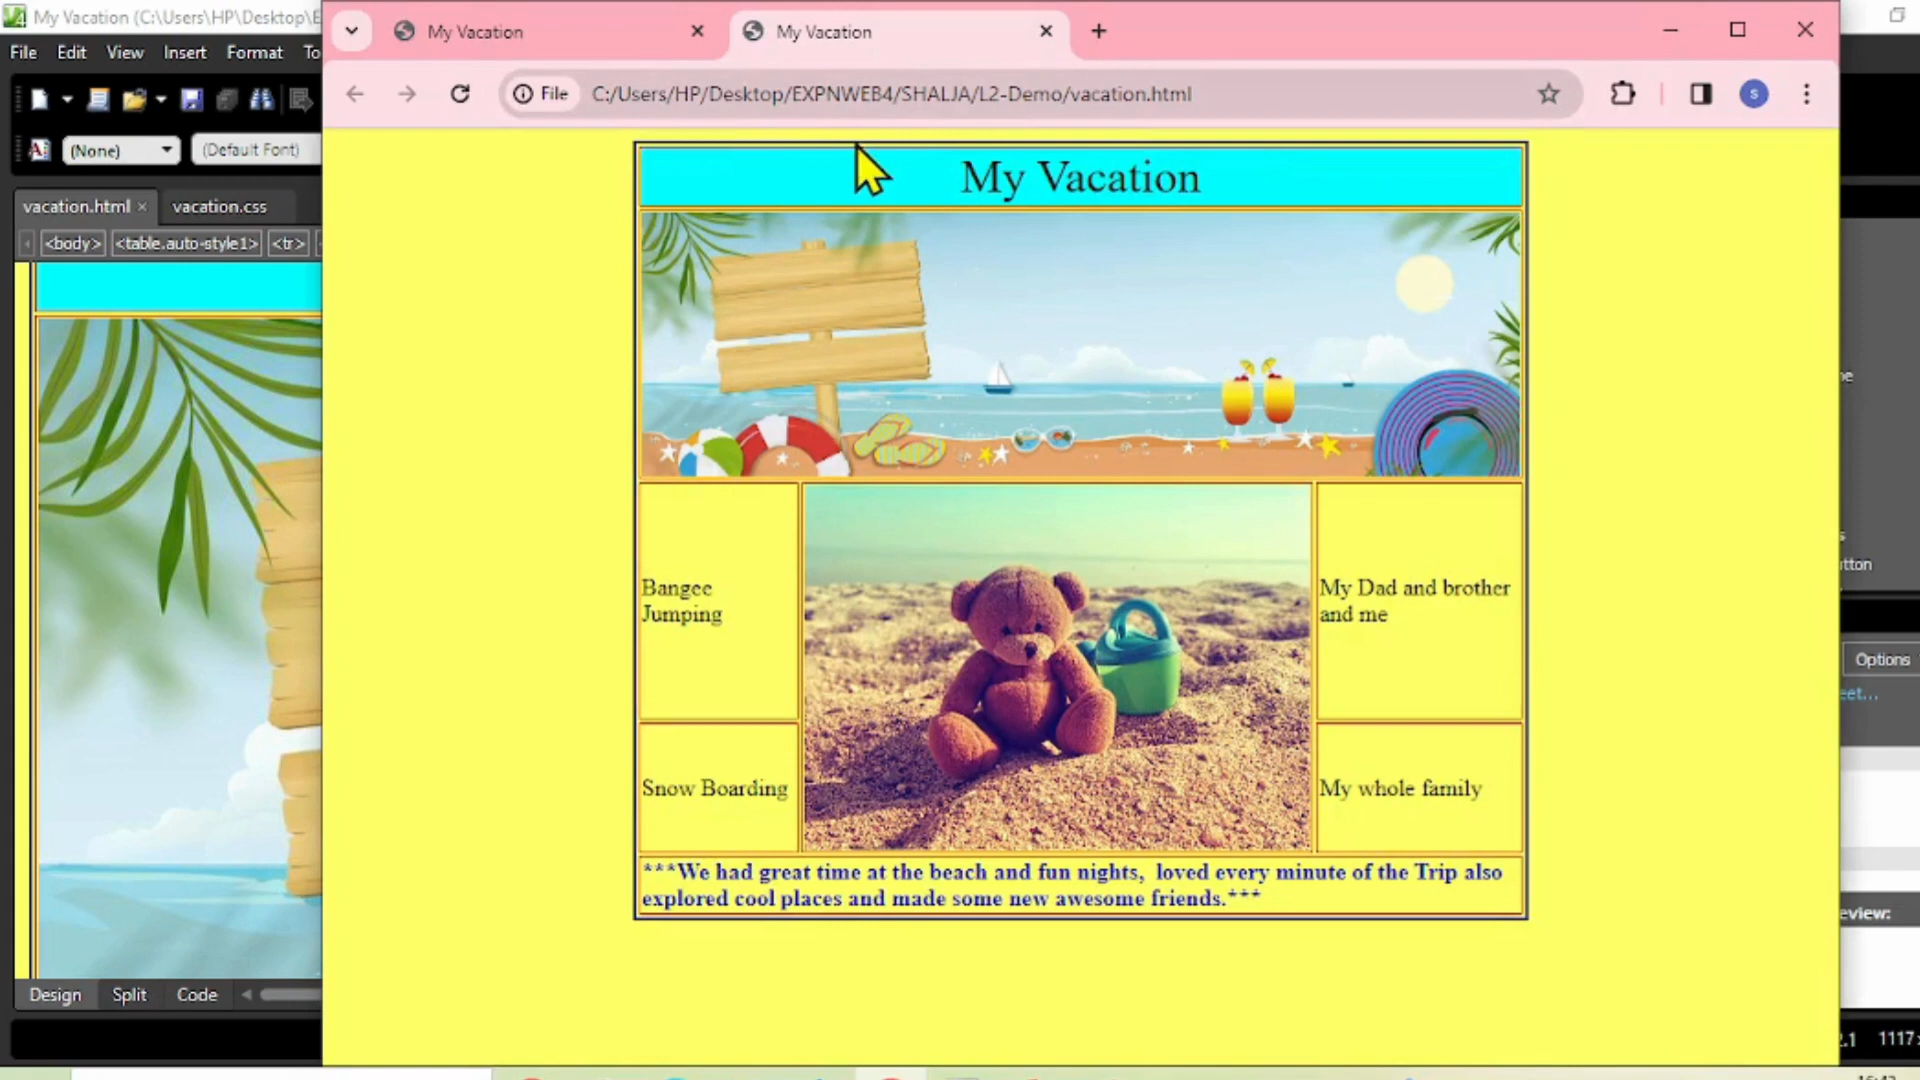 My Vacation (C:\Users\HP\Desktop\E
My Vacation
My Vacation
File Edit View Insert Format To
File C:/Users/HP/Desktop/EXPNWEB4/SHALJA/L2-Demo/vacation.html
S
(None) (Default Font)
vacation.html vacation.css
<body> <table.auto-style1> <tr>
My Vacation
Bangee
Jumping
My Dad and brother
and me
Snow Boarding
My whole family
***We had great time at the beach and fun nights, loved every minute of the Trip also
explored cool places and made some new awesome friends.***
utton
Options
eet...
eview:
Design Split Code